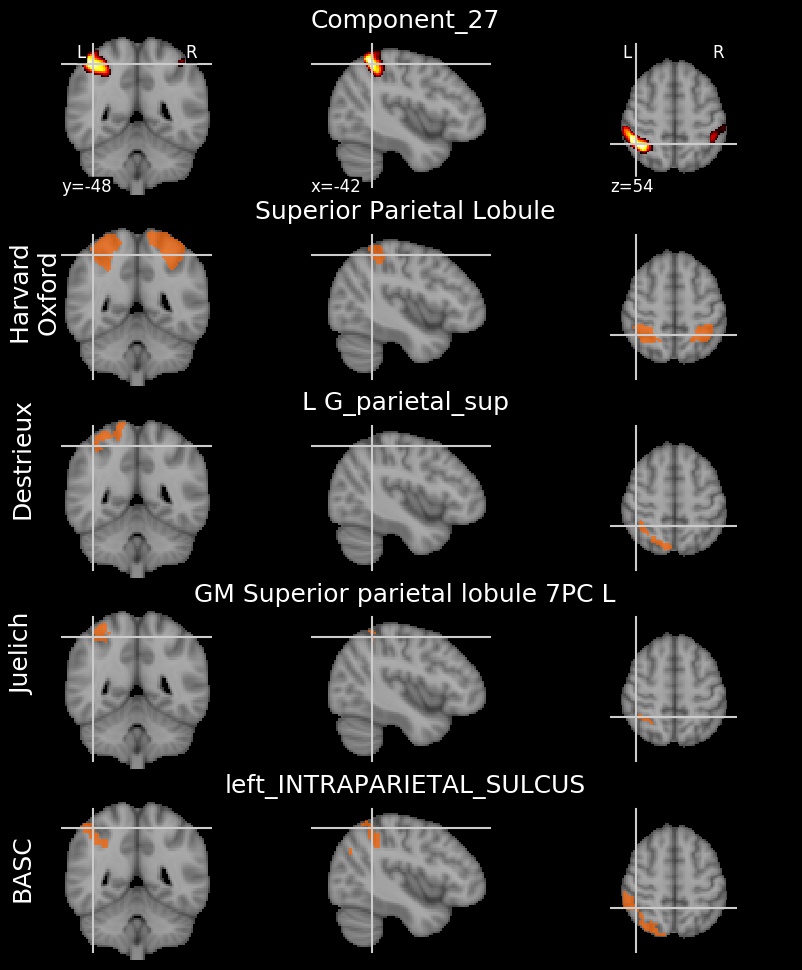 Component_27
L R
L R
y=-48
x=-42
z=54
Superior Parietal Lobule
Harvard
Oxford
L G_parietal_sup
Destrieux
GM Superior parietal lobule 7PC L
Juelich
left_INTRAPARIETAL_SULCUS
BASC